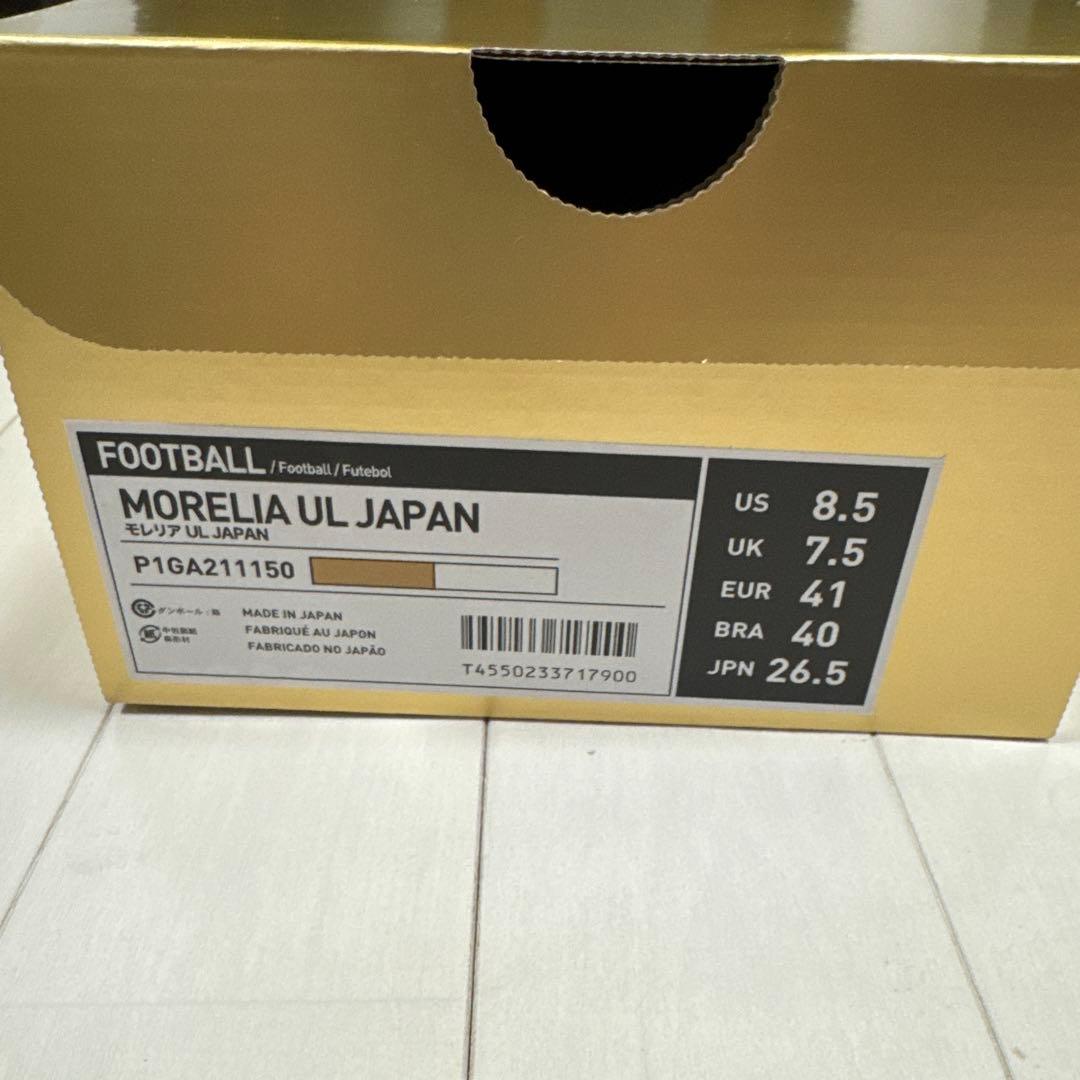 FOOTBALL / Football / Futebol
MORELIA UL JAPAN
モレリア UL JAPAN
P1GA211150
ダンボール：箱
MADE IN JAPAN
FABRIQUÉ AU JAPON
FABRICADO NO JAPÃO
T4550233717900
US 8.5
UK 7.5
EUR 41
BRA 40
JPN 26.5